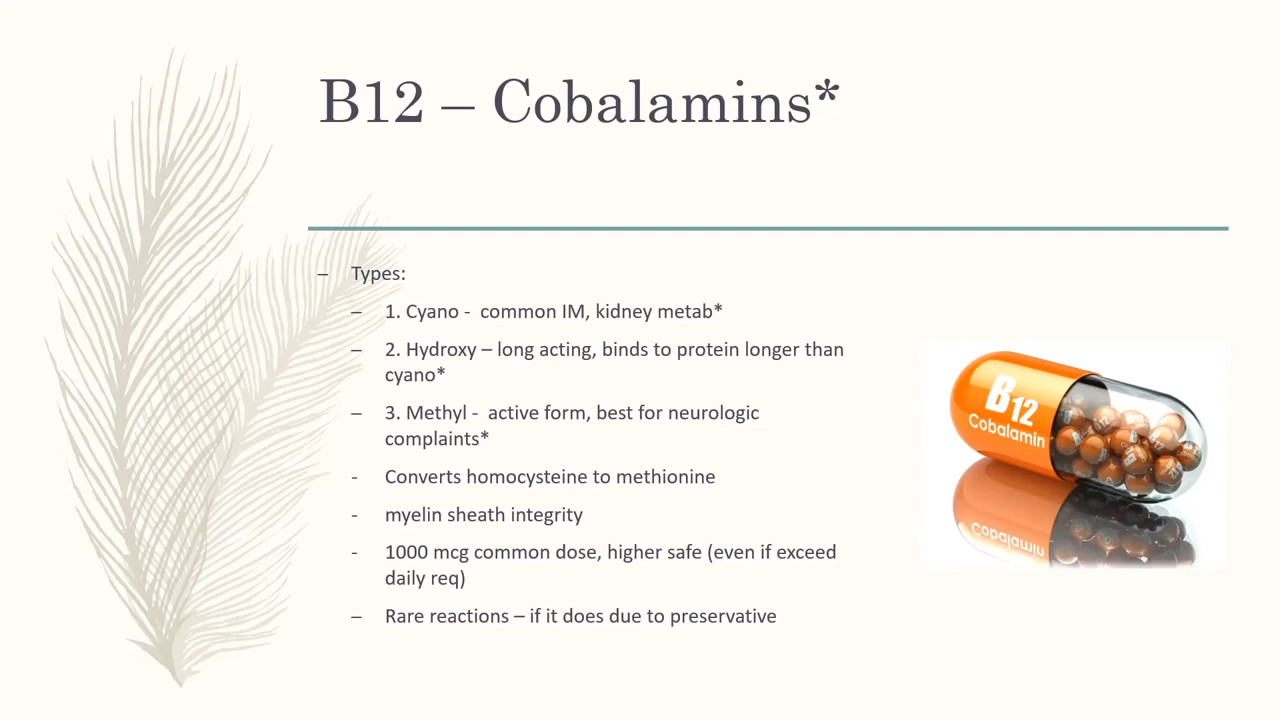 B12 – Cobalamins*
– Types:
– 1. Cyano - common IM, kidney metab*
– 2. Hydroxy – long acting, binds to protein longer than
cyano*
– 3. Methyl - active form, best for neurologic
complaints*
- Converts homocysteine to methionine
- myelin sheath integrity
- 1000 mcg common dose, higher safe (even if exceed
daily req)
– Rare reactions – if it does due to preservative
B12
Cobalamin